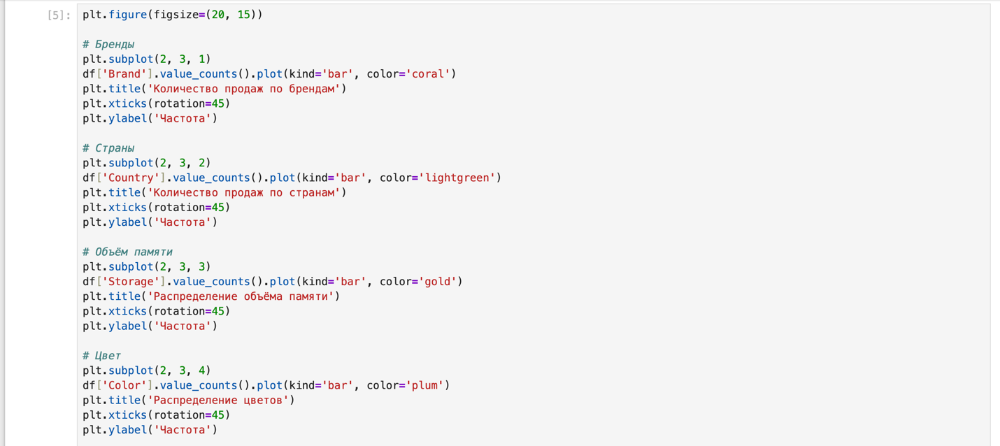 [5]: plt.figure(figsize=(20, 15))
# Бренды
plt.subplot(2, 3, 1)
df['Brand'].value_counts().plot(kind='bar', color='coral')
plt.title('Количество продаж по брендам')
plt.xticks(rotation=45)
plt.ylabel('Частота')
# Страны
plt.subplot(2, 3, 2)
df['Country'].value_counts().plot(kind='bar', color='lightgreen')
plt.title('Количество продаж по странам')
plt.xticks(rotation=45)
plt.ylabel('Частота')
# Объём памяти
plt.subplot(2, 3, 3)
df['Storage'].value_counts().plot(kind='bar', color='gold')
plt.title('Распределение объёма памяти')
plt.xticks(rotation=45)
plt.ylabel('Частота')
# Цвет
plt.subplot(2, 3, 4)
df['Color'].value_counts().plot(kind='bar', color='plum')
plt.title('Распределение цветов')
plt.xticks(rotation=45)
plt.ylabel('Частота')